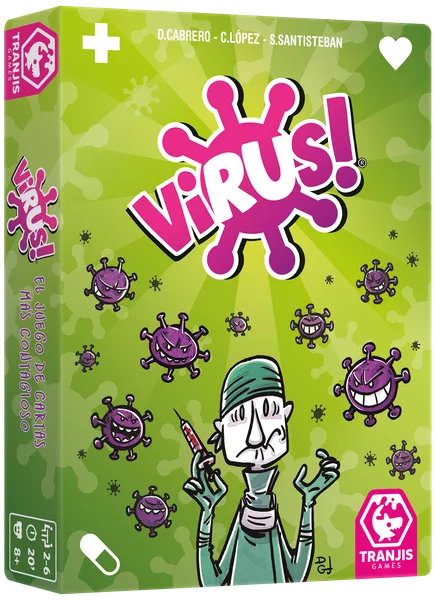 D.CABRERO - C.LÓPEZ - S.SANTISTEBAN
ViRUS!
®
TRANJIS
GAMES
DGJ
TRANJIS
GAMES
ViRUS!
EL JUEGO DE CARTAS
MÁS CONTAGIOSO
2-6
20'
8+